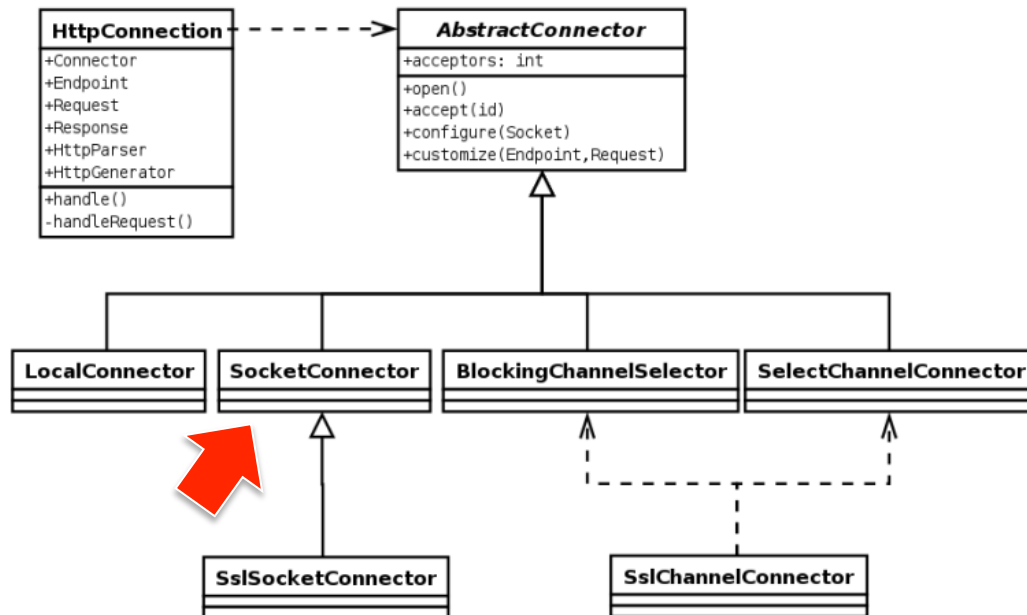 HttpConnection
+Connector
+Endpoint
+Request
+Response
+HttpParser
+HttpGenerator
+handle()
-handleRequest()
AbstractConnector
+acceptors: int
+open()
+accept(id)
+configure(Socket)
+customize(Endpoint,Request)
LocalConnector
SocketConnector
BlockingChannelSelector
SelectChannelConnector
SslSocketConnector
SslChannelConnector